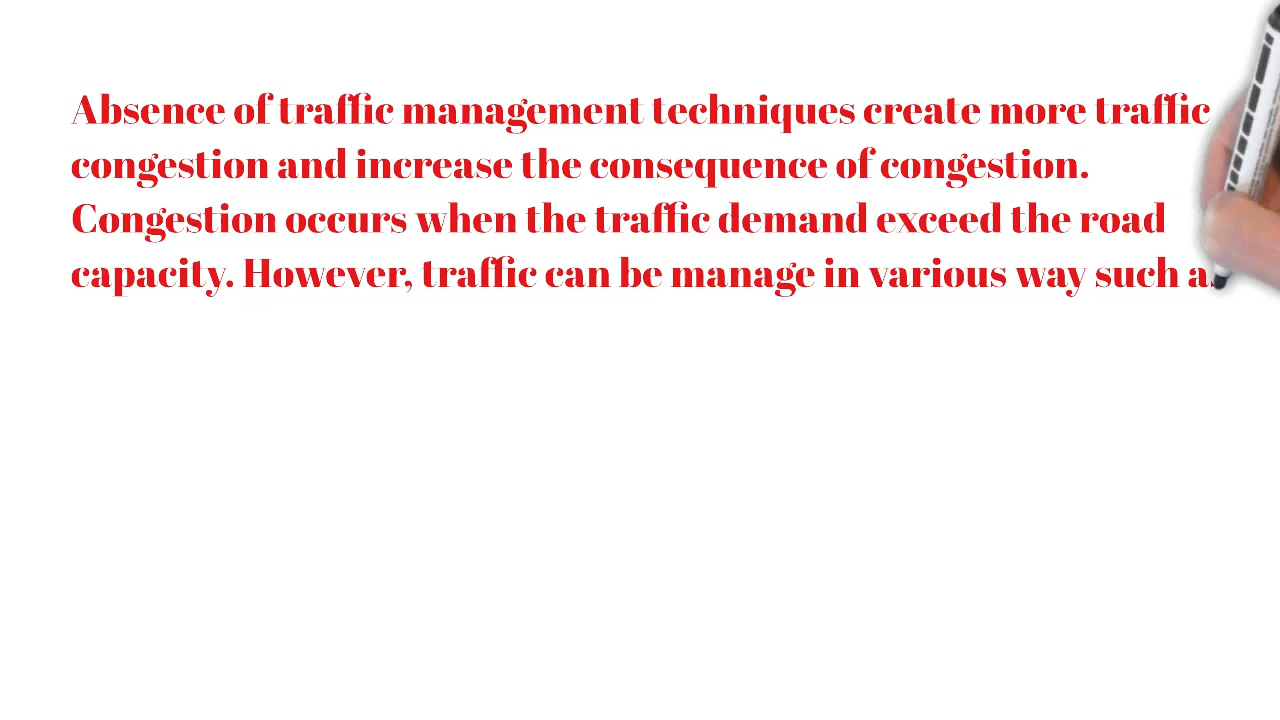 Absence of traffic management techniques create more traffic
congestion and increase the consequence of congestion.
Congestion occurs when the traffic demand exceed the road
capacity. However, traffic can be manage in various way such as